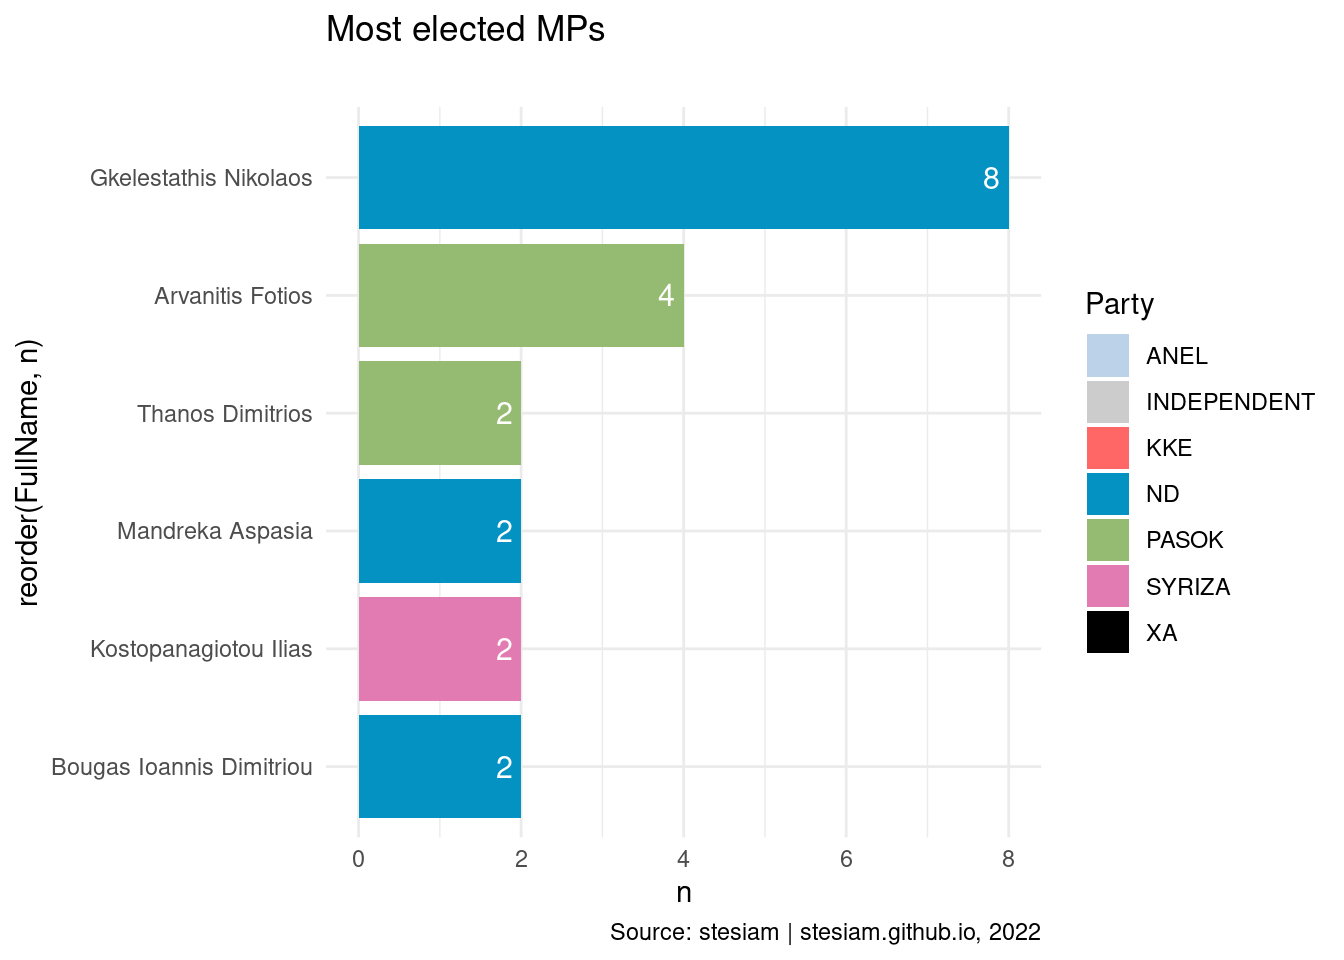 Most elected MPs
reorder(FullName, n)
Gkelestathis Nikolaos
8
Arvanitis Fotios
4
Thanos Dimitrios
2
Mandreka Aspasia
2
Kostopanagiotou Ilias
2
Bougas Ioannis Dimitriou
2
0 2 4 6 8
n
Party
ANEL
INDEPENDENT
KKE
ND
PASOK
SYRIZA
XA
Source: stesiam | stesiam.github.io, 2022